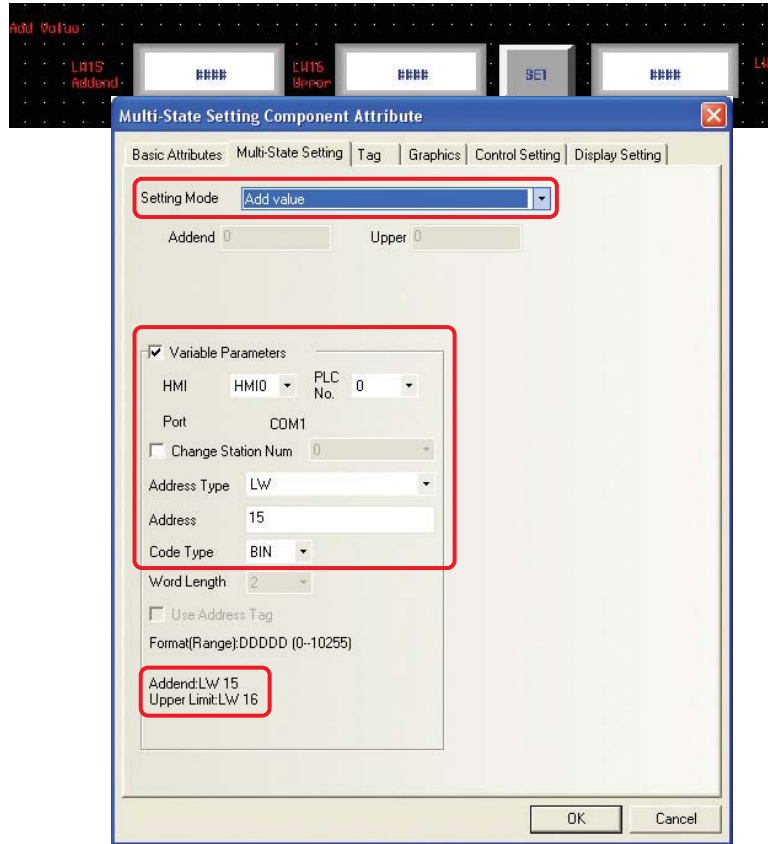 Add Value
LW15
Addend
####
LW16
Upper
####
SET
####
Multi-State Setting Component Attribute
Basic Attributes Multi-State Setting Tag Graphics Control Setting Display Setting
Setting Mode Add value
Addend 0 Upper 0
Variable Parameters
HMI HMI0 PLC No. 0
Port COM1
Change Station Num 0
Address Type LW
Address 15
Code Type BIN
Word Length 2
Use Address Tag
Format(Range):DDDDD (0--10255)
Addend:LW 15
Upper Limit:LW 16
OK Cancel